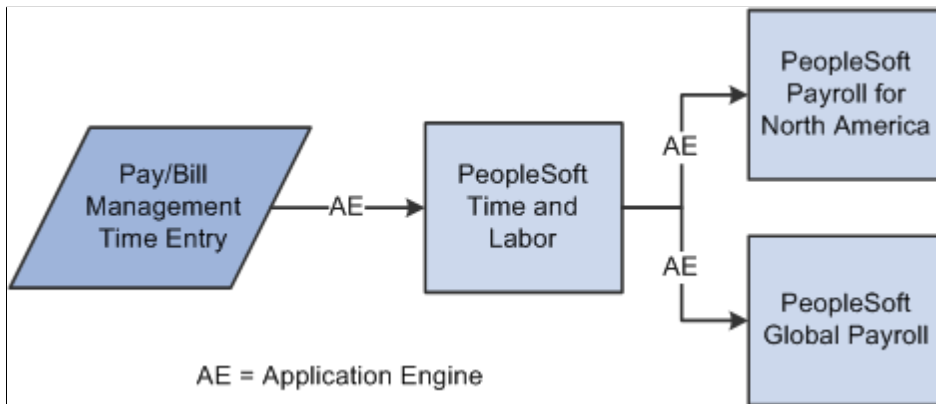 Pay/Bill
Management
Time Entry
AE
PeopleSoft
Time and
Labor
AE
PeopleSoft
Payroll for
North America
AE
PeopleSoft
Global Payroll
AE = Application Engine